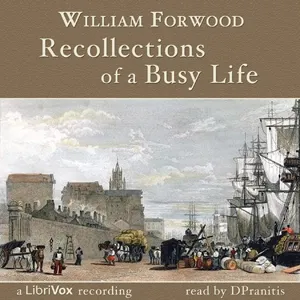 WILLIAM FORWOOD
Recollections
of a Busy Life
a LibriVox recording
read by DPranitis